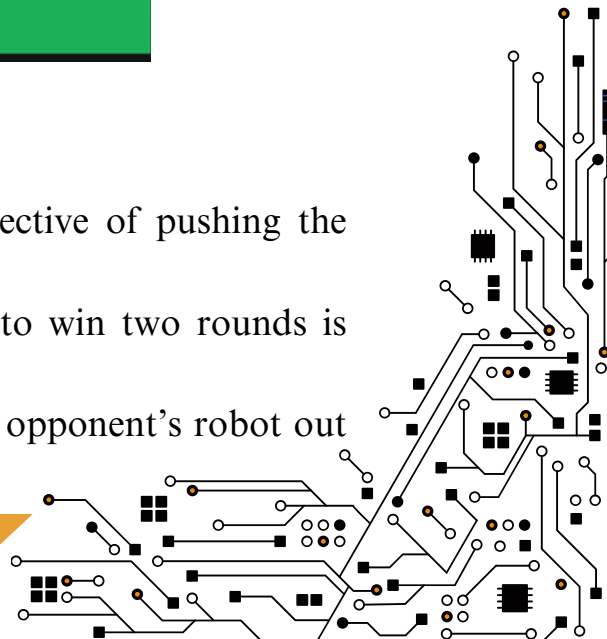 ective of pushing the
to win two rounds is
opponent’s robot out